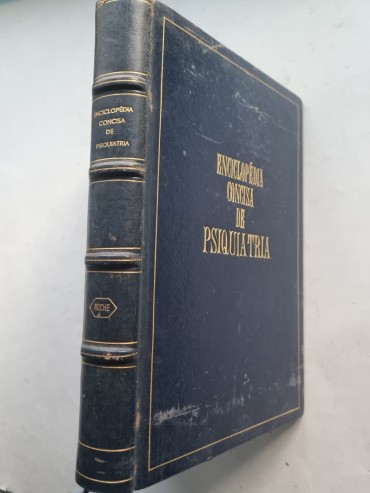 ENCICLOPÉDIA
CONCISA
DE
PSIQUIATRIA
ROCHE
ENCICLOPÉDIA
CONCISA
DE
PSIQUIATRIA